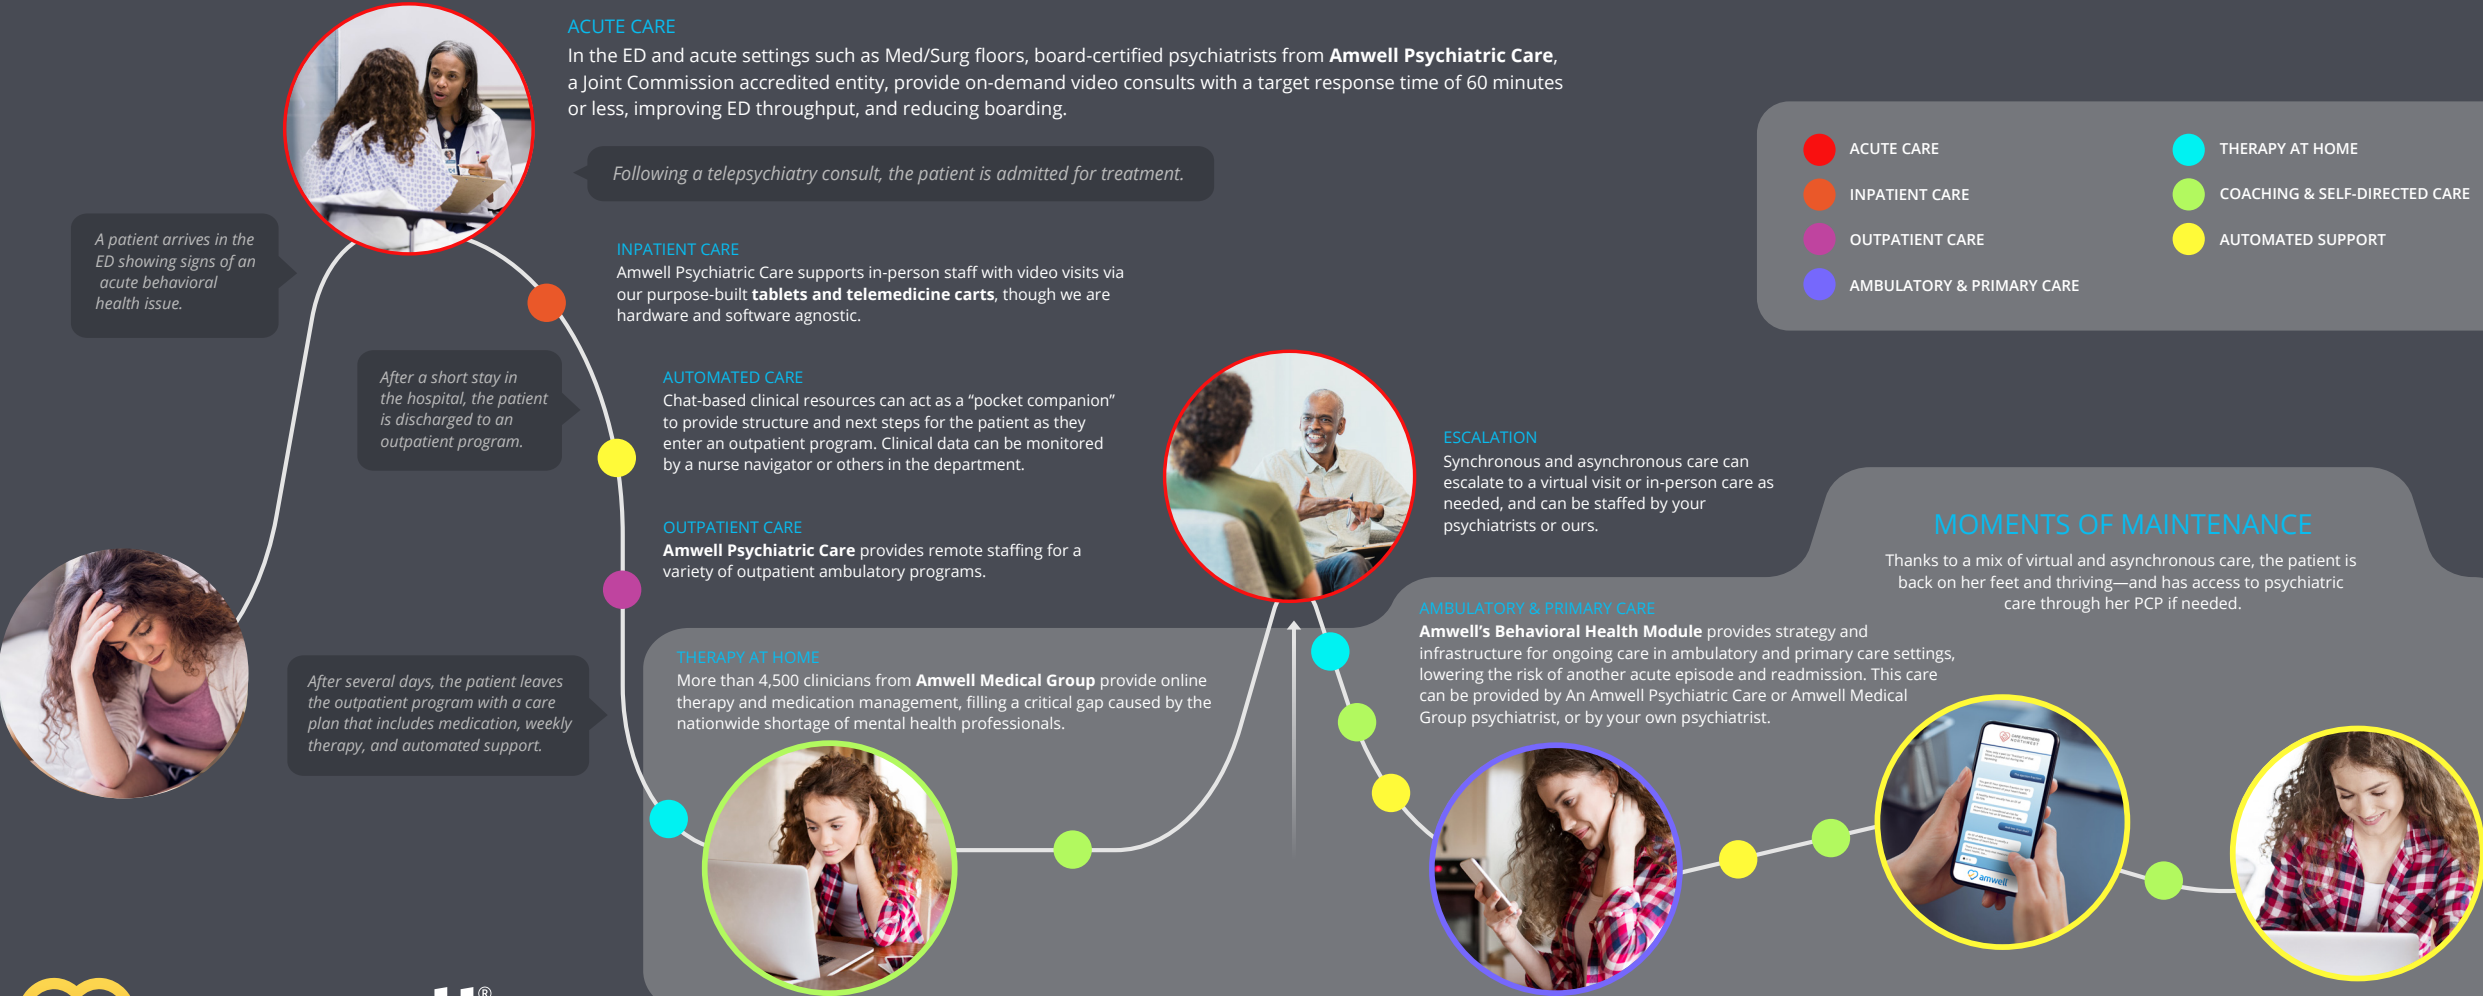 ACUTE CARE
In the ED and acute settings such as Med/Surg floors, board-certified psychiatrists from Amwell Psychiatric Care,
a Joint Commission accredited entity, provide on-demand video consults with a target response time of 60 minutes
or less, improving ED throughput, and reducing boarding.
Following a telepsychiatry consult, the patient is admitted for treatment.
ACUTE CARE
INPATIENT CARE
OUTPATIENT CARE
AMBULATORY & PRIMARY CARE
THERAPY AT HOME
COACHING & SELF-DIRECTED CARE
AUTOMATED SUPPORT
A patient arrives in the
ED showing signs of an
acute behavioral
health issue.
INPATIENT CARE
Amwell Psychiatric Care supports in-person staff with video visits via
our purpose-built tablets and telemedicine carts, though we are
hardware and software agnostic.
After a short stay in
the hospital, the patient
is discharged to an
outpatient program.
AUTOMATED CARE
Chat-based clinical resources can act as a “pocket companion”
to provide structure and next steps for the patient as they
enter an outpatient program. Clinical data can be monitored
by a nurse navigator or others in the department.
OUTPATIENT CARE
Amwell Psychiatric Care provides remote staffing for a
variety of outpatient ambulatory programs.
ESCALATION
Synchronous and asynchronous care can
escalate to a virtual visit or in-person care as
needed, and can be staffed by your
psychiatrists or ours.
MOMENTS OF MAINTENANCE
Thanks to a mix of virtual and asynchronous care, the patient is
back on her feet and thriving—and has access to psychiatric
care through her PCP if needed.
After several days, the patient leaves
the outpatient program with a care
plan that includes medication, weekly
therapy, and automated support.
THERAPY AT HOME
More than 4,500 clinicians from Amwell Medical Group provide online
therapy and medication management, filling a critical gap caused by the
nationwide shortage of mental health professionals.
AMBULATORY & PRIMARY CARE
Amwell’s Behavioral Health Module provides strategy and
infrastructure for ongoing care in ambulatory and primary care settings,
lowering the risk of another acute episode and readmission. This care
can be provided by An Amwell Psychiatric Care or Amwell Medical
Group psychiatrist, or by your own psychiatrist.
CARE PARTNERS
NORTHWEST
amwell
®